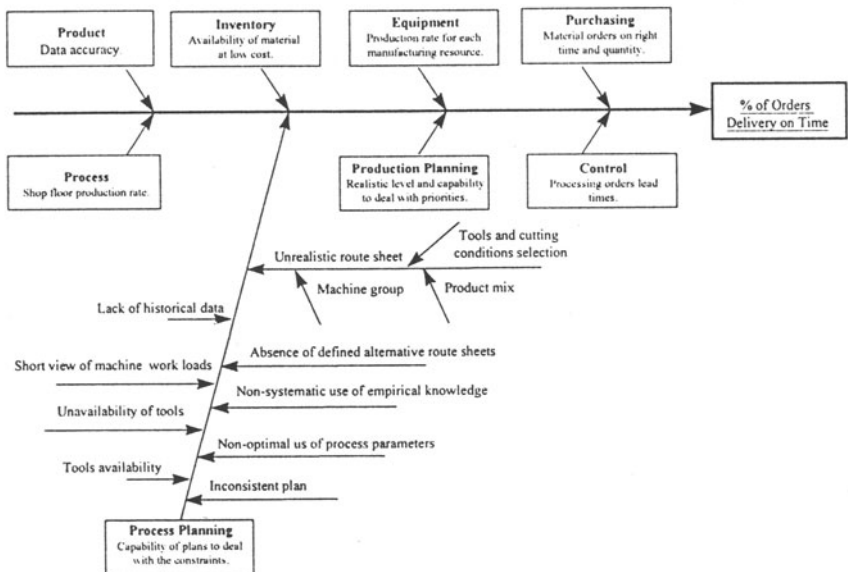 Product
Data accuracy.
Inventory
Availability of material
at low cost.
Equipment
Production rate for each
manufacturing resource.
Purchasing
Material orders on right
time and quantity.
% of Orders
Delivery on Time
Process
Shop floor production rate.
Production Planning
Realistic level and capability
to deal with priorities.
Control
Processing orders lead
times.
Tools and cutting
conditions selection
Unrealistic route sheet
Machine group
Product mix
Lack of historical data
Absence of defined alternative route sheets
Short view of machine work loads
Non-systematic use of empirical knowledge
Unavailability of tools
Non-optimal us of process parameters
Tools availability
Inconsistent plan
Process Planning
Capability of plans to deal
with the constraints.